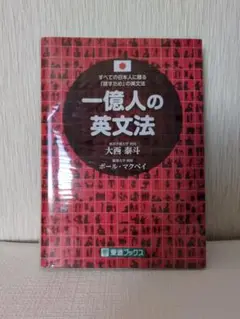 すべての日本人に贈る
「話すため」の英文法
一億人の
英文法
大西 泰斗
ポール・マクベイ
東進ブックス